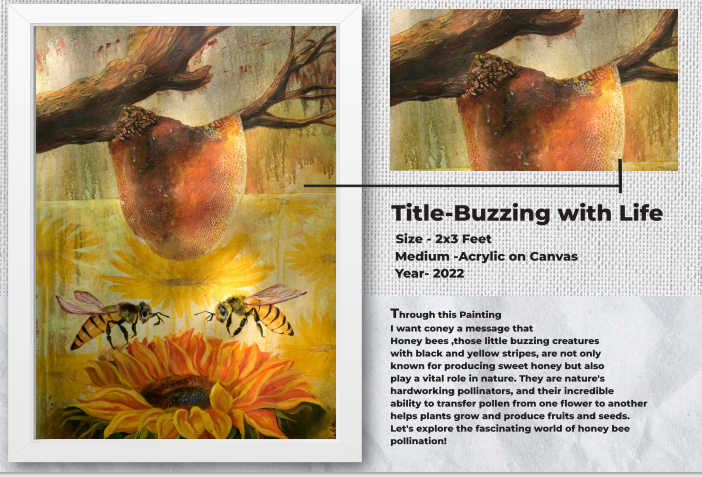 Title-Buzzing with Life
Size - 2x3 Feet
Medium -Acrylic on Canvas
Year- 2022
Through this Painting
I want coney a message that
Honey bees ,those little buzzing creatures
with black and yellow stripes, are not only
known for producing sweet honey but also
play a vital role in nature. They are nature's
hardworking pollinators, and their incredible
ability to transfer pollen from one flower to another
helps plants grow and produce fruits and seeds.
Let's explore the fascinating world of honey bee
pollination!